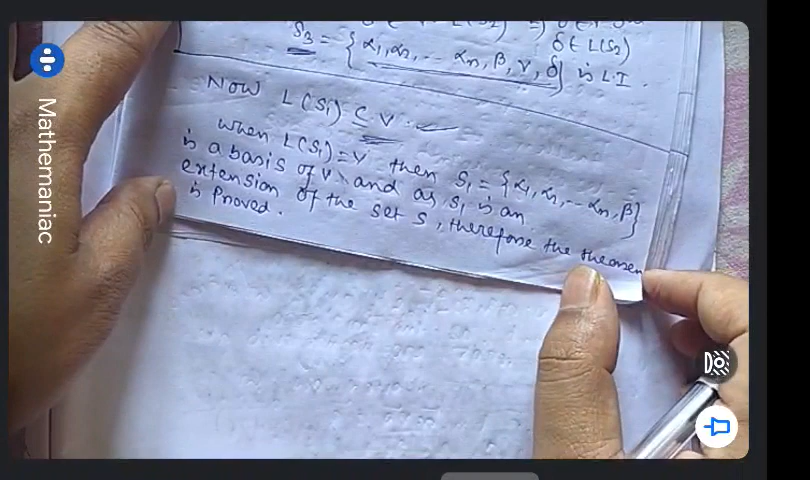 S₃ = {α₁, α₂, ... αₙ, β, γ, δ} is L.I.
δ ∈ L(S₂)
Now L(S₁) ⊆ V.
when L(S₁) = V then S₁ = {α₁, α₂, ... αₙ, β}
is a basis of V and as S₁ is an
extension of the set S, therefore the theorem
is Proved.
Mathemaniac